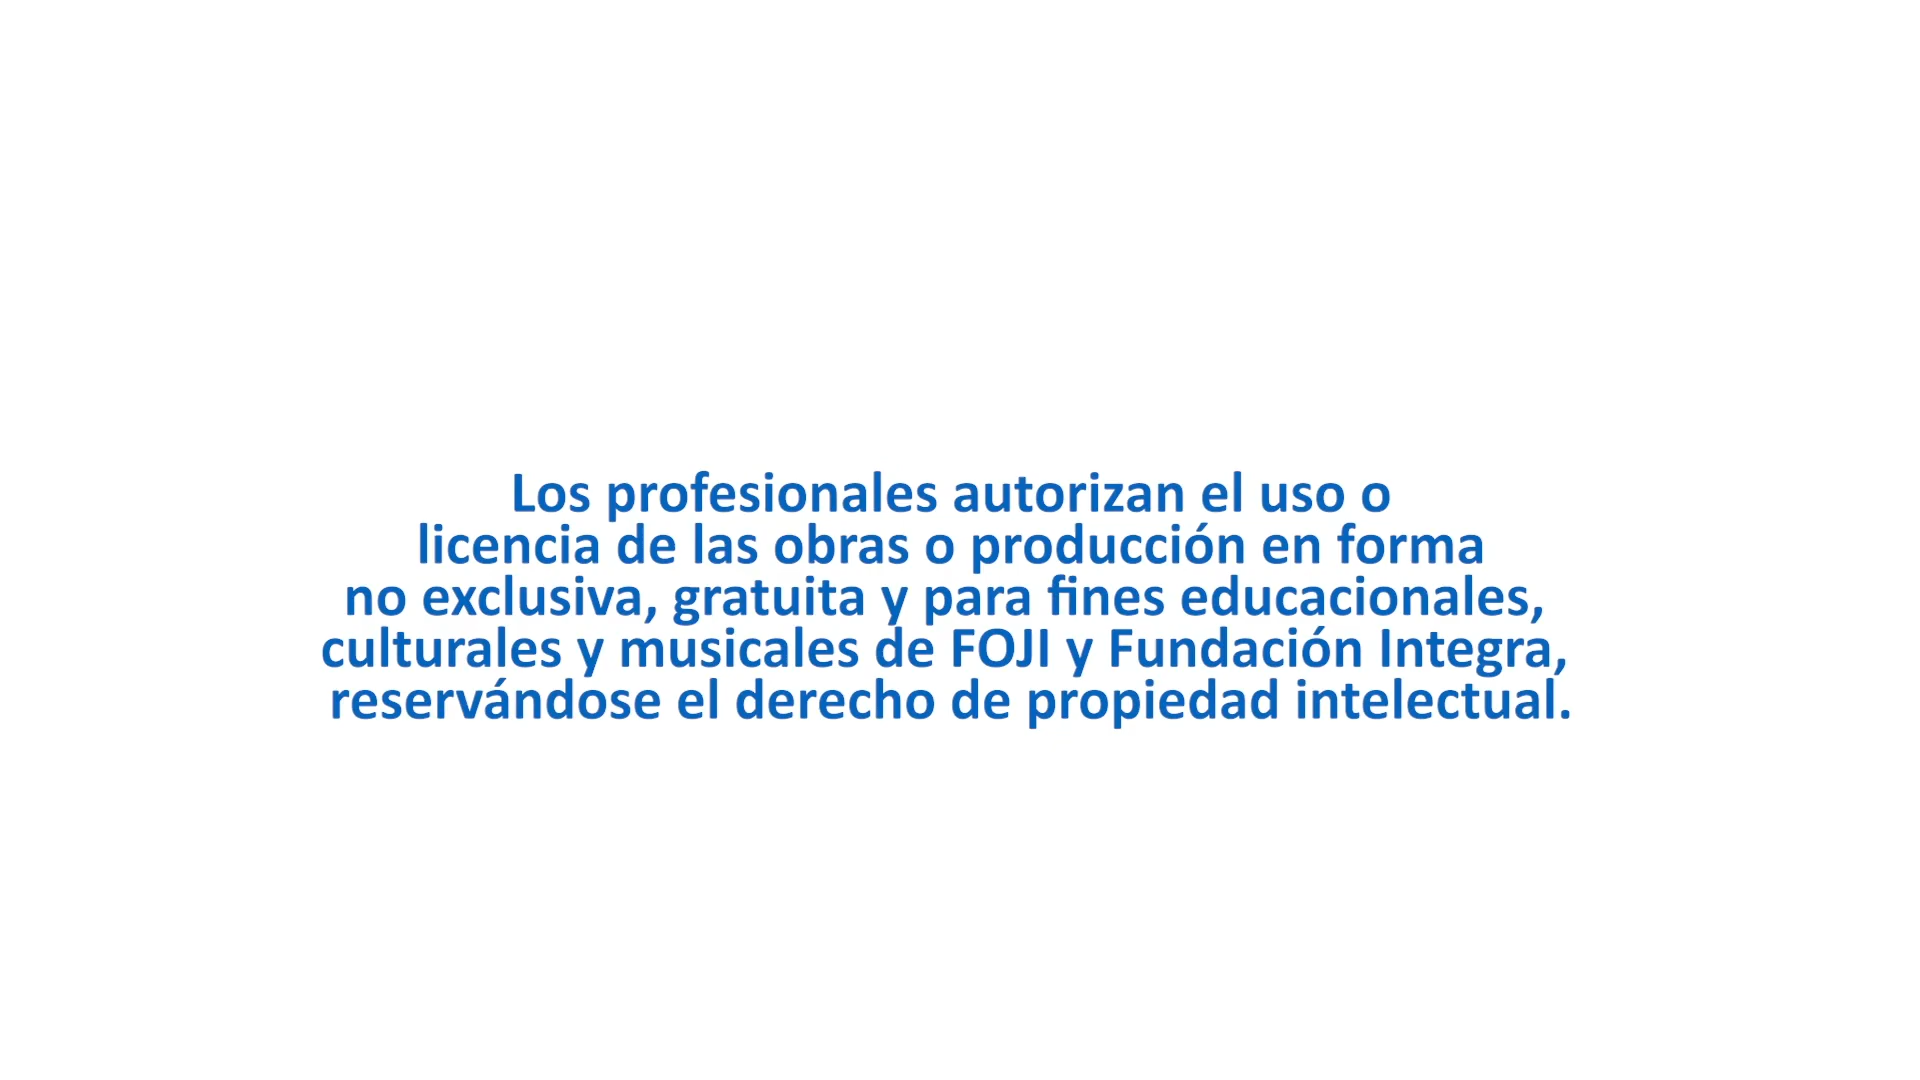 Los profesionales autorizan el uso o
licencia de las obras o producción en forma
no exclusiva, gratuita y para fines educacionales,
culturales y musicales de FOJI y Fundación Integra,
reservándose el derecho de propiedad intelectual.